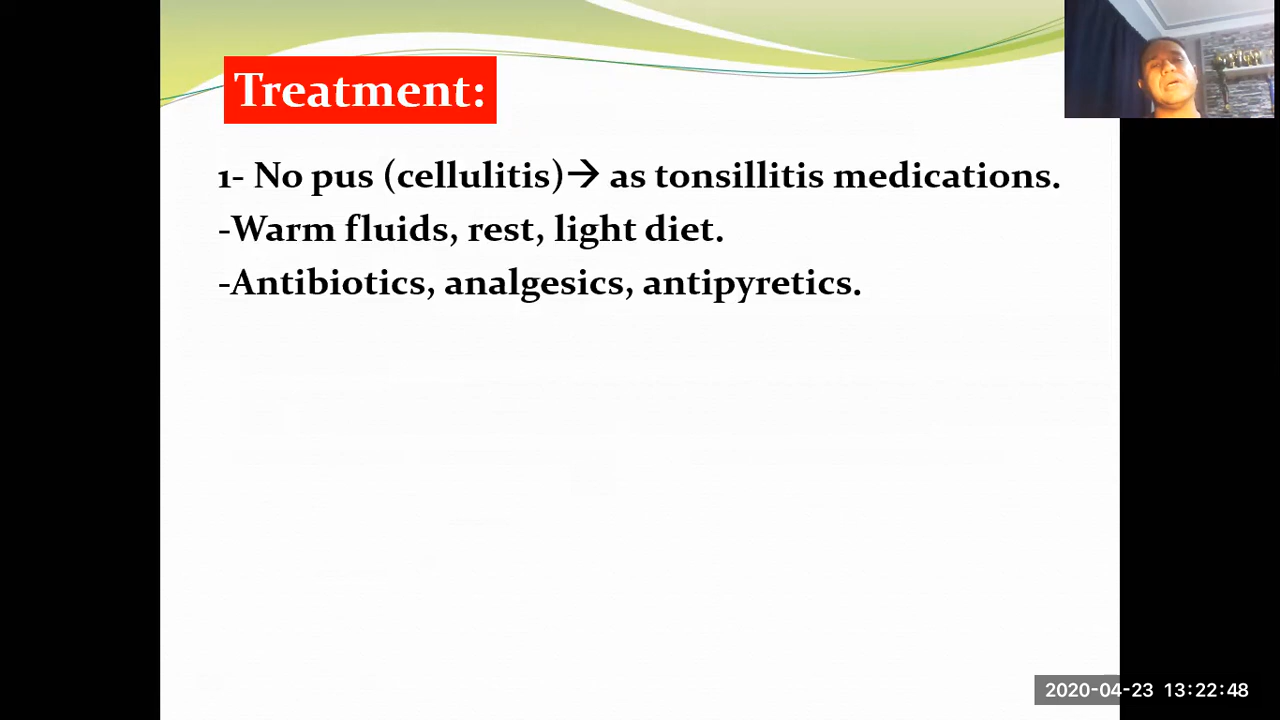 Treatment:
1- No pus (cellulitis)→ as tonsillitis medications.
-Warm fluids, rest, light diet.
-Antibiotics, analgesics, antipyretics.
2020-04-23 13:22:48